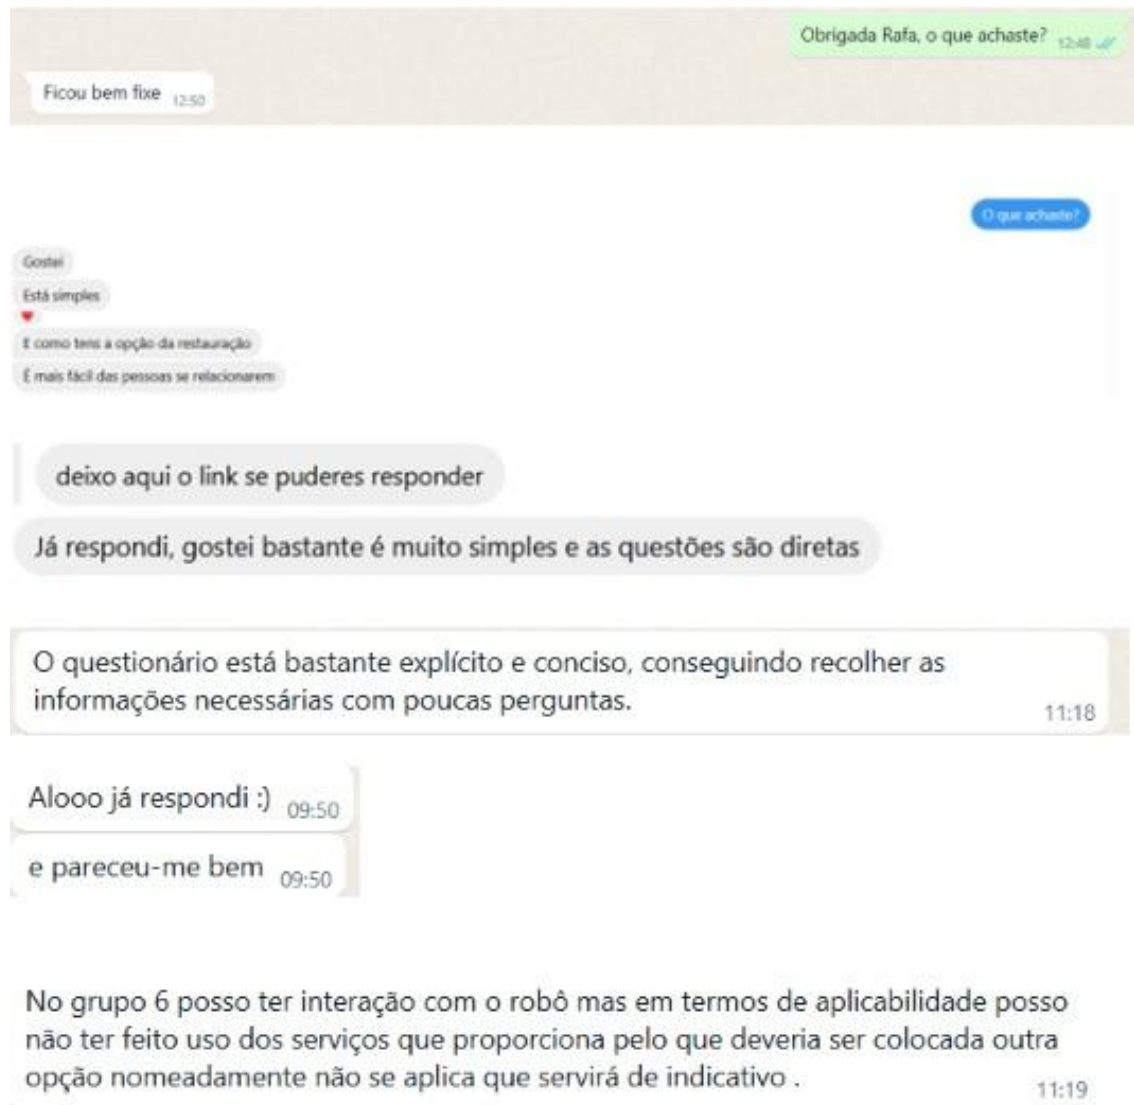 Obrigada Rafa, o que achaste? 12:48
Ficou bem fixe 12:50
O que achaste?
Gostei
Está simples
E como tens a opção da restauração
É mais fácil das pessoas se relacionarem
deixo aqui o link se puderes responder
Já respondi, gostei bastante é muito simples e as questões são diretas
O questionário está bastante explícito e conciso, conseguindo recolher as
informações necessárias com poucas perguntas.
11:18
Alooo já respondi :) 09:50
e pareceu-me bem 09:50
No grupo 6 posso ter interação com o robô mas em termos de aplicabilidade posso
não ter feito uso dos serviços que proporciona pelo que deveria ser colocada outra
opção nomeadamente não se aplica que servirá de indicativo .
11:19